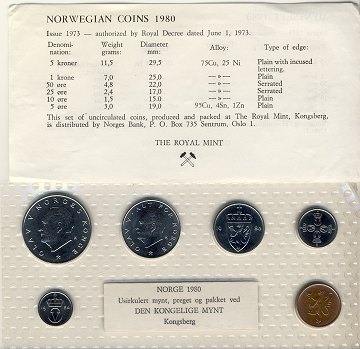 NORWEGIAN COINS 1980
Issue 1973 — authorized by Royal Decree dated June 1, 1973.
Denomi- Weight Diameter Alloy: Type of edge:
nation: grams: mm:
5 kroner 11,5 29,5 75Cu, 25 Ni Plain with incused
lettering.
1 krone 7,0 25,0 —»— Plain
50 øre 4,8 22,0 —»— Serrated
25 øre 2,4 17,0 —»— Serrated
10 øre 1,5 15.0 —»— Plain
5 øre 3,0 19,0 95Cu, 4Sn, 1Zn Plain
This set of uncirculated coins, produced and packed at The Royal Mint, Kongsberg,
is distributed by Norges Bank, P. O. Box 735 Sentrum, Oslo 1.
THE ROYAL MINT
OLAV V NORGES KONGE
NORGE 1980
Usirkulert mynt, preget og pakket ved
DEN KONGELIGE MYNT
Kongsberg